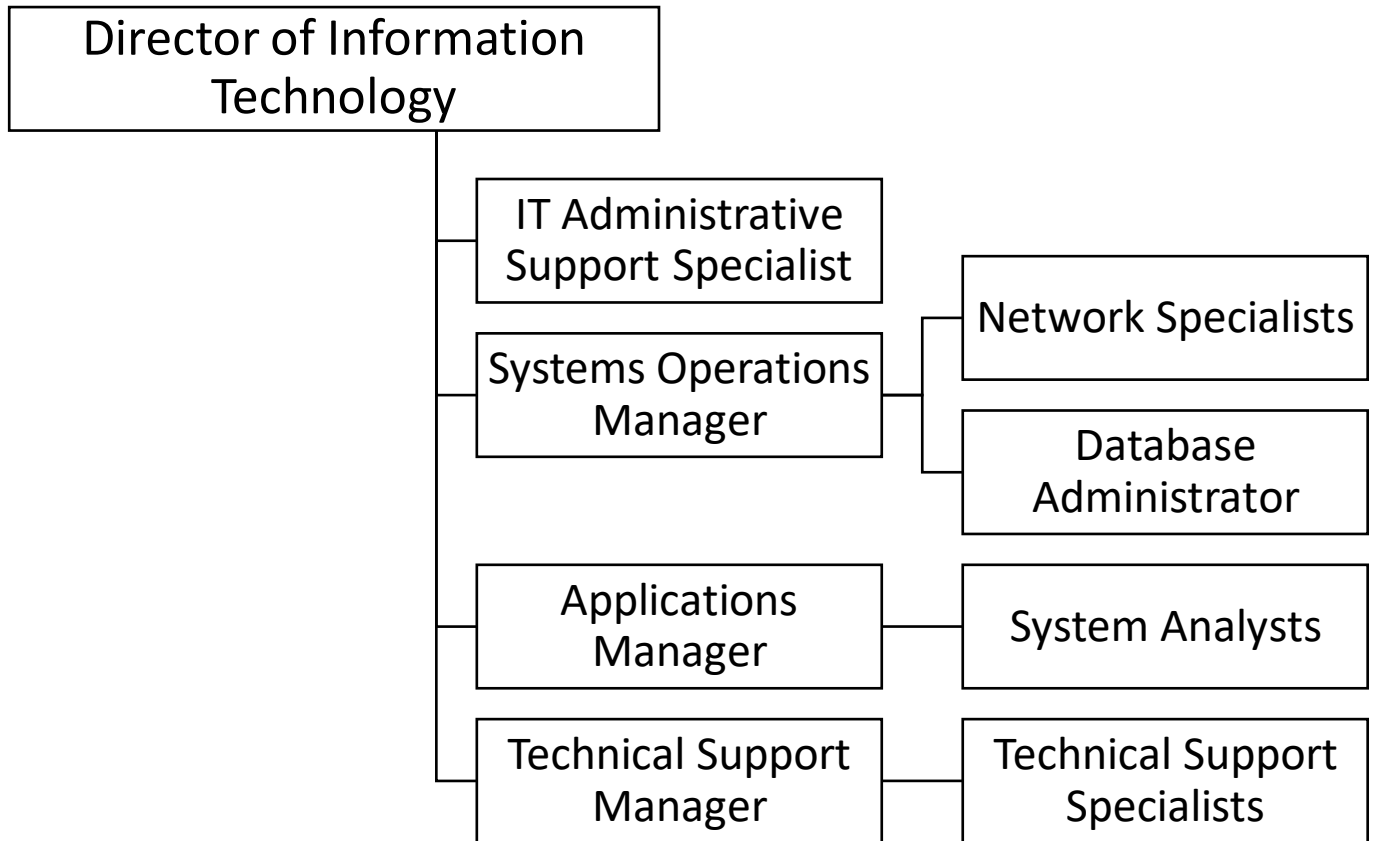 Director of Information
Technology
IT Administrative
Support Specialist
Systems Operations
Manager
Network Specialists
Database
Administrator
Applications
Manager
System Analysts
Technical Support
Manager
Technical Support
Specialists